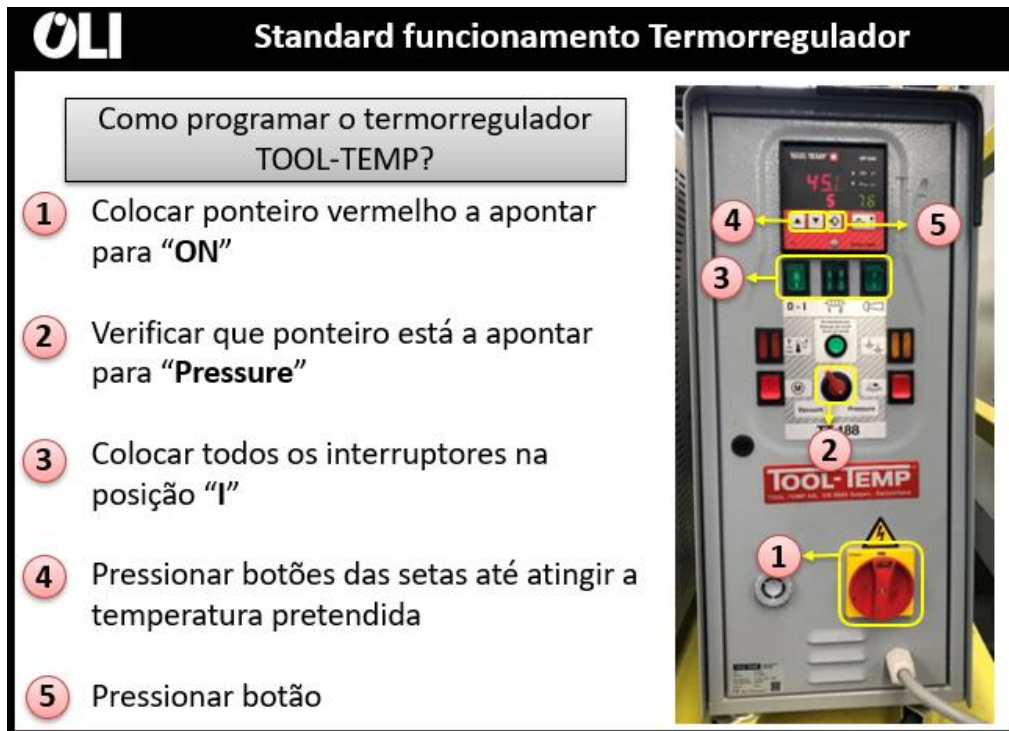 OLI
Standard funcionamento Termorregulador
Como programar o termorregulador
TOOL-TEMP?
1 Colocar ponteiro vermelho a apontar
para “ON”
2 Verificar que ponteiro está a apontar
para “Pressure”
3 Colocar todos os interruptores na
posição “I”
4 Pressionar botões das setas até atingir a
temperatura pretendida
5 Pressionar botão
TOOL-TEMP
4
5
3
0 - I
Vacuum Pressure
188
2
TOOL-TEMP
1